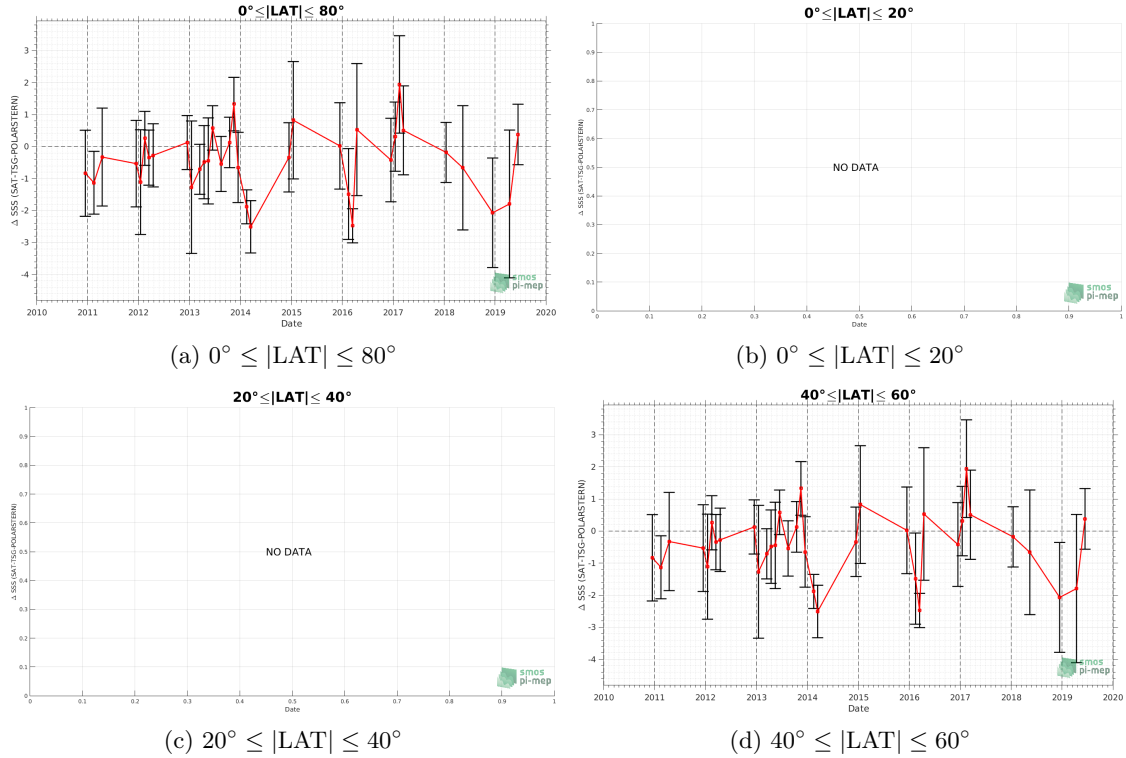 0°≤|LAT|≤ 80°
Δ SSS (SAT-TSG-POLARSTERN)
3
2
1
0
-1
-2
-3
-4
2010 2011 2012 2013 2014 2015 2016 2017 2018 2019 2020
Date
smos
pi-mep
(a) 0° ≤ |LAT| ≤ 80°
0°≤|LAT|≤ 20°
Δ SSS (SAT-TSG-POLARSTERN)
1
0.9
0.8
0.7
0.6
0.5
0.4
0.3
0.2
0.1
0
NO DATA
0 0.1 0.2 0.3 0.4 0.5 0.6 0.7 0.8 0.9 1
Date
smos
pi-mep
(b) 0° ≤ |LAT| ≤ 20°
20°≤|LAT|≤ 40°
Δ SSS (SAT-TSG-POLARSTERN)
1
0.9
0.8
0.7
0.6
0.5
0.4
0.3
0.2
0.1
0
NO DATA
0 0.1 0.2 0.3 0.4 0.5 0.6 0.7 0.8 0.9 1
Date
smos
pi-mep
(c) 20° ≤ |LAT| ≤ 40°
40°≤|LAT|≤ 60°
Δ SSS (SAT-TSG-POLARSTERN)
3
2
1
0
-1
-2
-3
-4
2010 2011 2012 2013 2014 2015 2016 2017 2018 2019 2020
Date
smos
pi-mep
(d) 40° ≤ |LAT| ≤ 60°